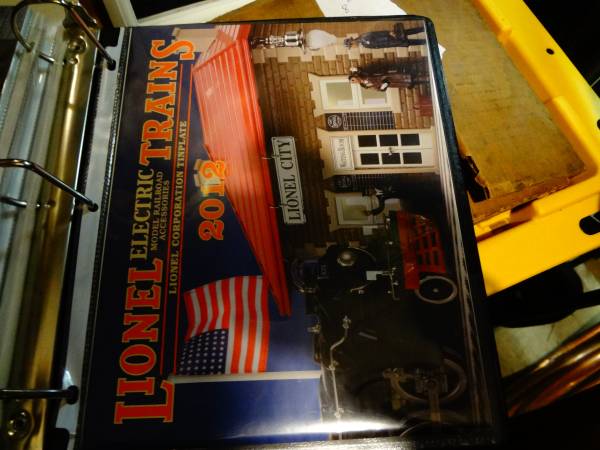 LIONEL ELECTRIC TRAINS
MODEL RAILROAD
ACCESSORIES
LIONEL CORPORATION TINPLATE
2012
LIONEL CITY